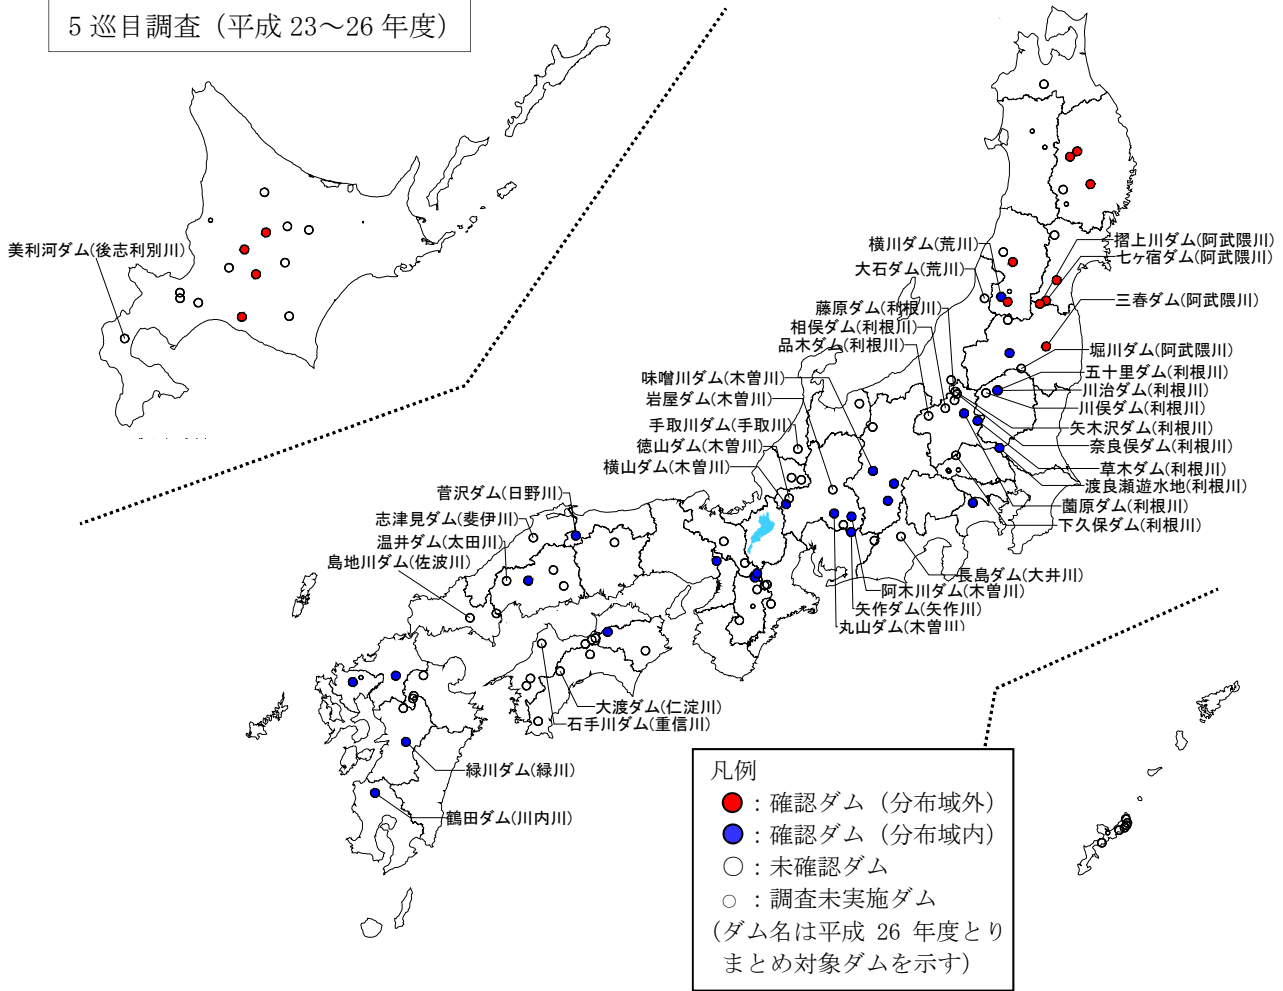 5 巡目調査（平成 23～26 年度）
美利河ダム(後志利別川)
横川ダム(荒川)
大石ダム(荒川)
藤原ダム(利根川)
相俣ダム(利根川)
品木ダム(利根川)
味噌川ダム(木曽川)
岩屋ダム(木曽川)
手取川ダム(手取川)
徳山ダム(木曽川)
横山ダム(木曽川)
菅沢ダム(日野川)
志津見ダム(斐伊川)
温井ダム(太田川)
島地川ダム(佐波川)
摺上川ダム(阿武隈川)
七ヶ宿ダム(阿武隈川)
三春ダム(阿武隈川)
堀川ダム(阿武隈川)
五十里ダム(利根川)
川治ダム(利根川)
川俣ダム(利根川)
矢木沢ダム(利根川)
奈良俣ダム(利根川)
草木ダム(利根川)
渡良瀬遊水地(利根川)
薗原ダム(利根川)
下久保ダム(利根川)
長島ダム(大井川)
阿木川ダム(木曽川)
矢作ダム(矢作川)
丸山ダム(木曽川)
大渡ダム(仁淀川)
石手川ダム(重信川)
緑川ダム(緑川)
鶴田ダム(川内川)
凡例
：確認ダム（分布域外）
：確認ダム（分布域内）
：未確認ダム
：調査未実施ダム
（ダム名は平成 26 年度とり
まとめ対象ダムを示す）